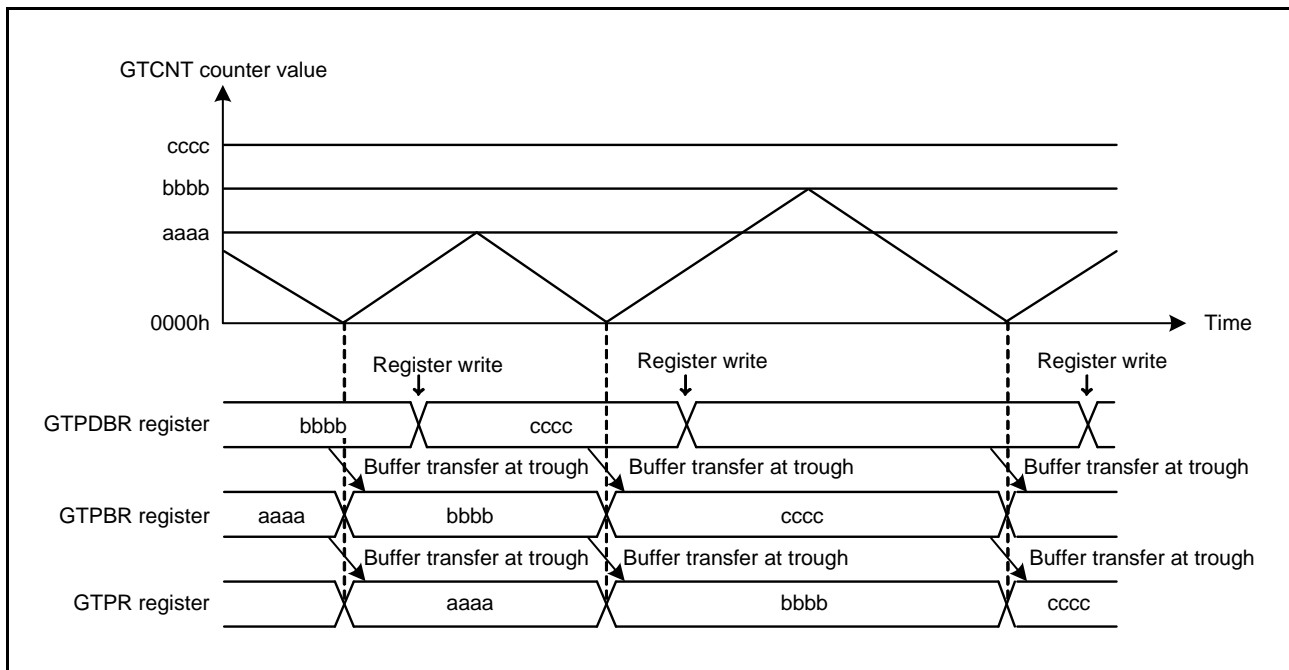 GTCNT counter value
cccc
bbbb
aaaa
0000h
Time
Register write
Register write
Register write
GTPDBR register
bbbb
cccc
Buffer transfer at trough
Buffer transfer at trough
Buffer transfer at trough
GTPBR register
aaaa
bbbb
cccc
Buffer transfer at trough
Buffer transfer at trough
Buffer transfer at trough
GTPR register
aaaa
bbbb
cccc